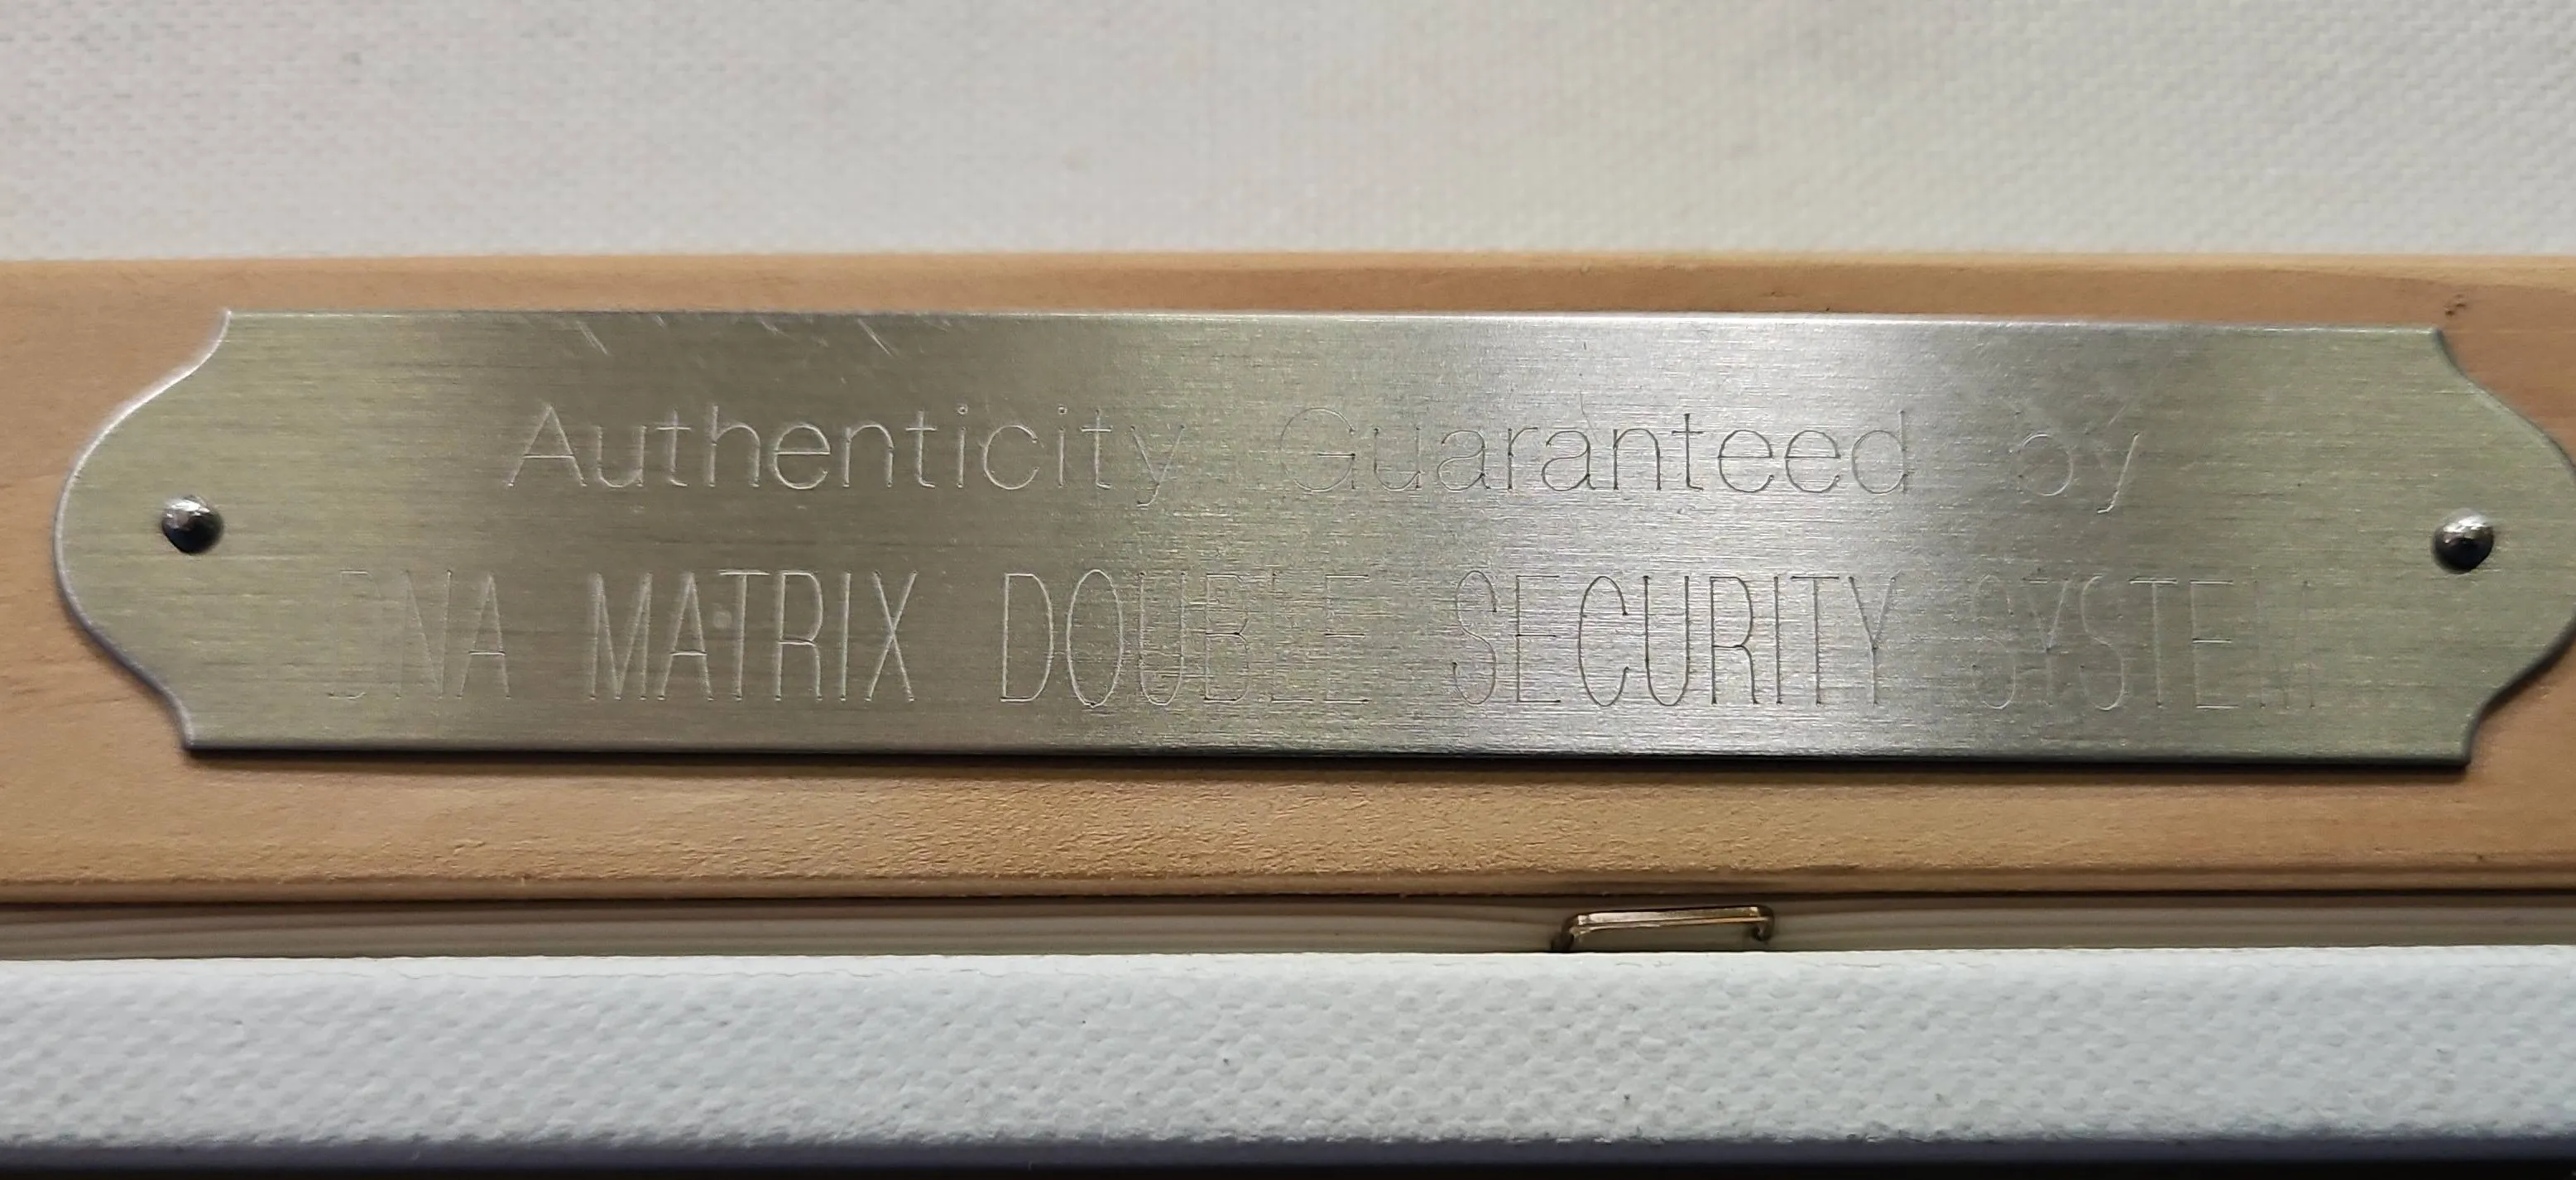 Authenticity Guaranteed by
DNA MATRIX DOUBLE SECURITY SYSTEM